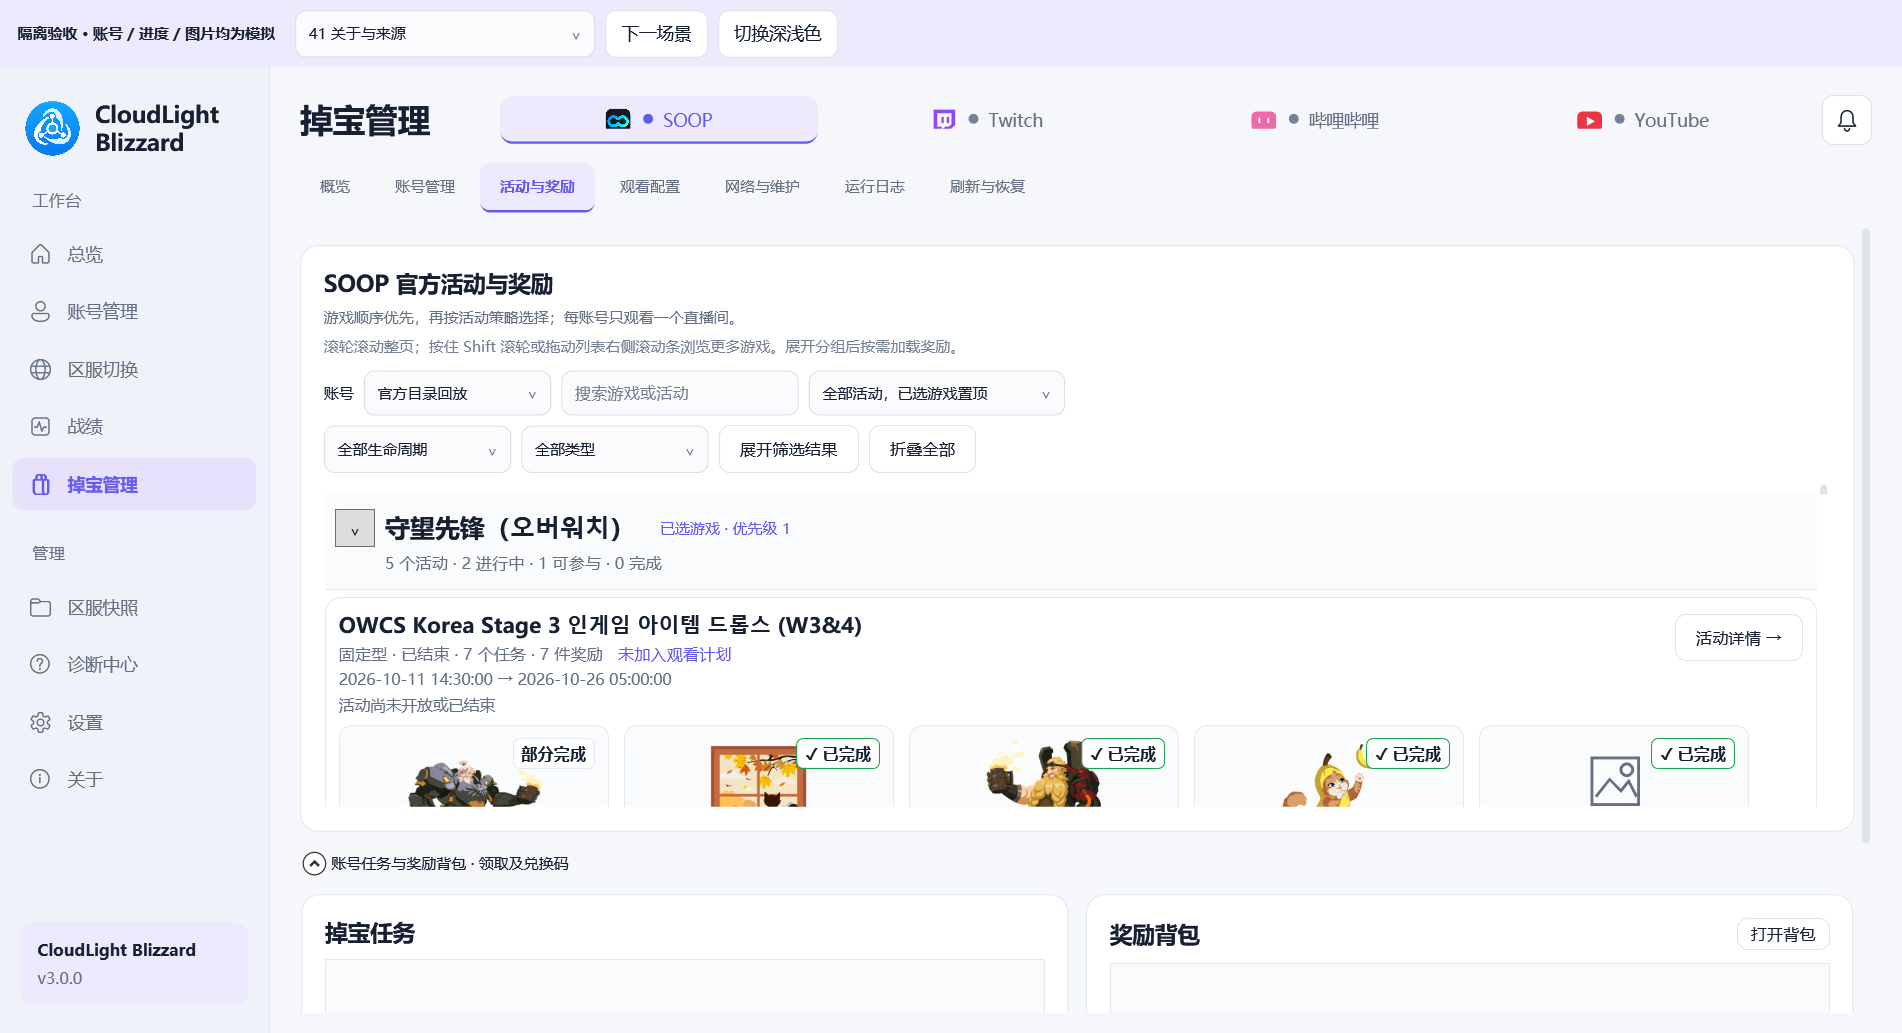 隔离验收 • 账号 / 进度 / 图片均为模拟
41 关于与来源
下一场景
切换深浅色
CloudLight
Blizzard
工作台
总览
账号管理
区服切换
战绩
掉宝管理
管理
区服快照
诊断中心
设置
关于
CloudLight Blizzard
v3.0.0
掉宝管理
SOOP
Twitch
哔哩哔哩
YouTube
概览
账号管理
活动与奖励
观看配置
网络与维护
运行日志
刷新与恢复
SOOP 官方活动与奖励
游戏顺序优先，再按活动策略选择；每账号只观看一个直播间。
滚轮滚动整页；按住 Shift 滚轮或拖动列表右侧滚动条浏览更多游戏。展开分组后按需加载奖励。
账号
官方目录回放
搜索游戏或活动
全部活动，已选游戏置顶
全部生命周期
全部类型
展开筛选结果
折叠全部
守望先锋（오버워치）
已选游戏 · 优先级 1
5 个活动 · 2 进行中 · 1 可参与 · 0 完成
OWCS Korea Stage 3 인게임 아이템 드롭스 (W3&4)
固定型 · 已结束 · 7 个任务 · 7 件奖励 未加入观看计划
2026-10-11 14:30:00 → 2026-10-26 05:00:00
活动尚未开放或已结束
活动详情 →
部分完成
✓ 已完成
✓ 已完成
✓ 已完成
✓ 已完成
账号任务与奖励背包 · 领取及兑换码
掉宝任务
奖励背包
打开背包